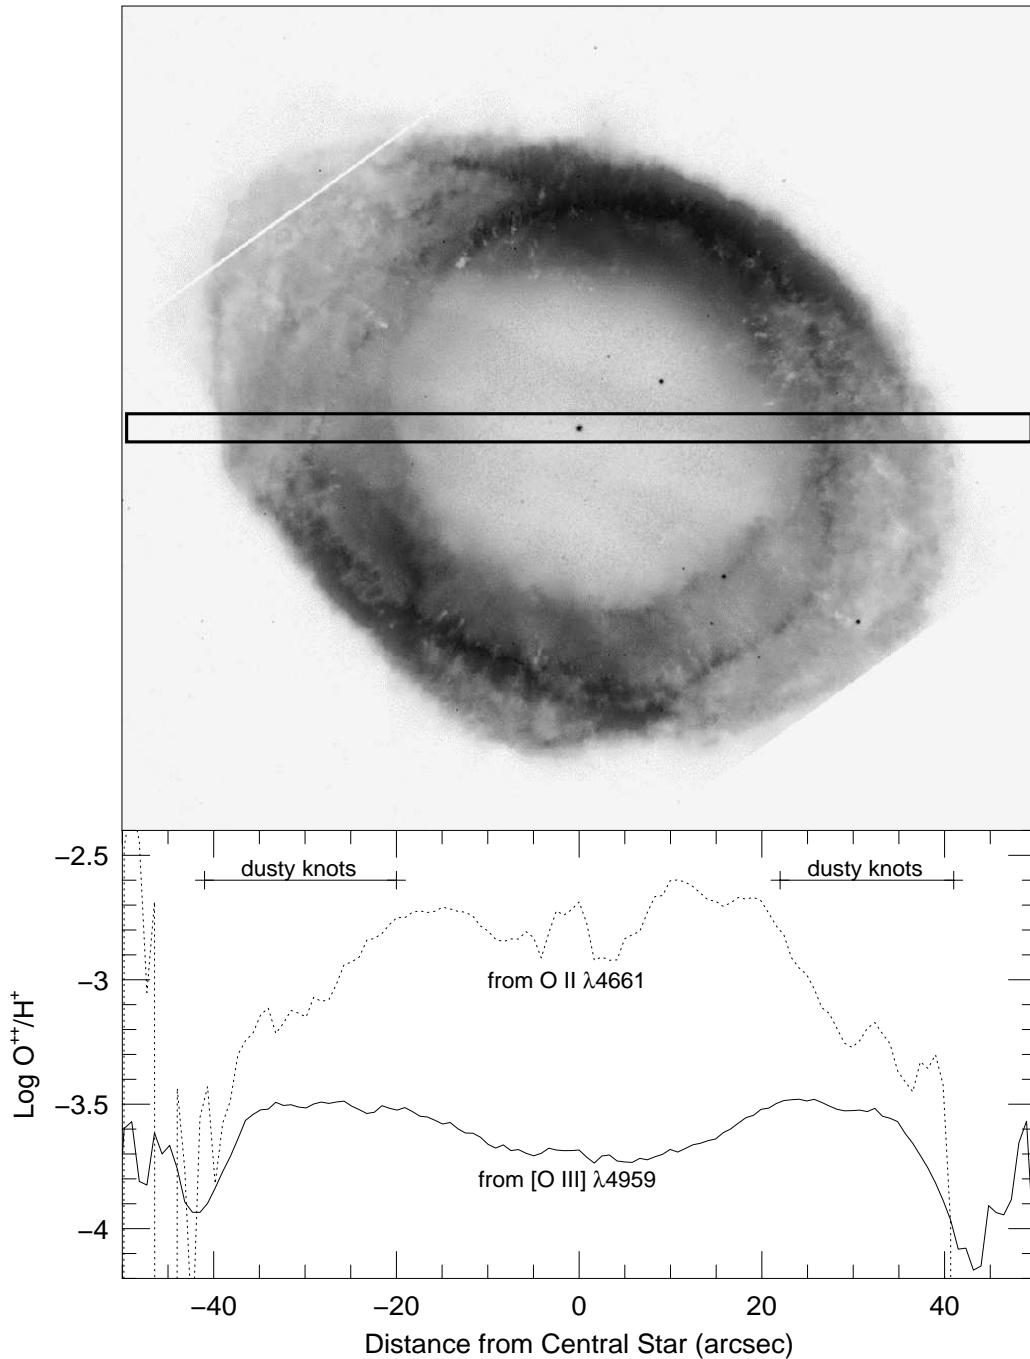 −2.5
dusty knots
dusty knots
−3
from O II λ4661
Log O⁺⁺/H⁺
−3.5
from [O III] λ4959
−4
−40 −20 0 20 40
Distance from Central Star (arcsec)